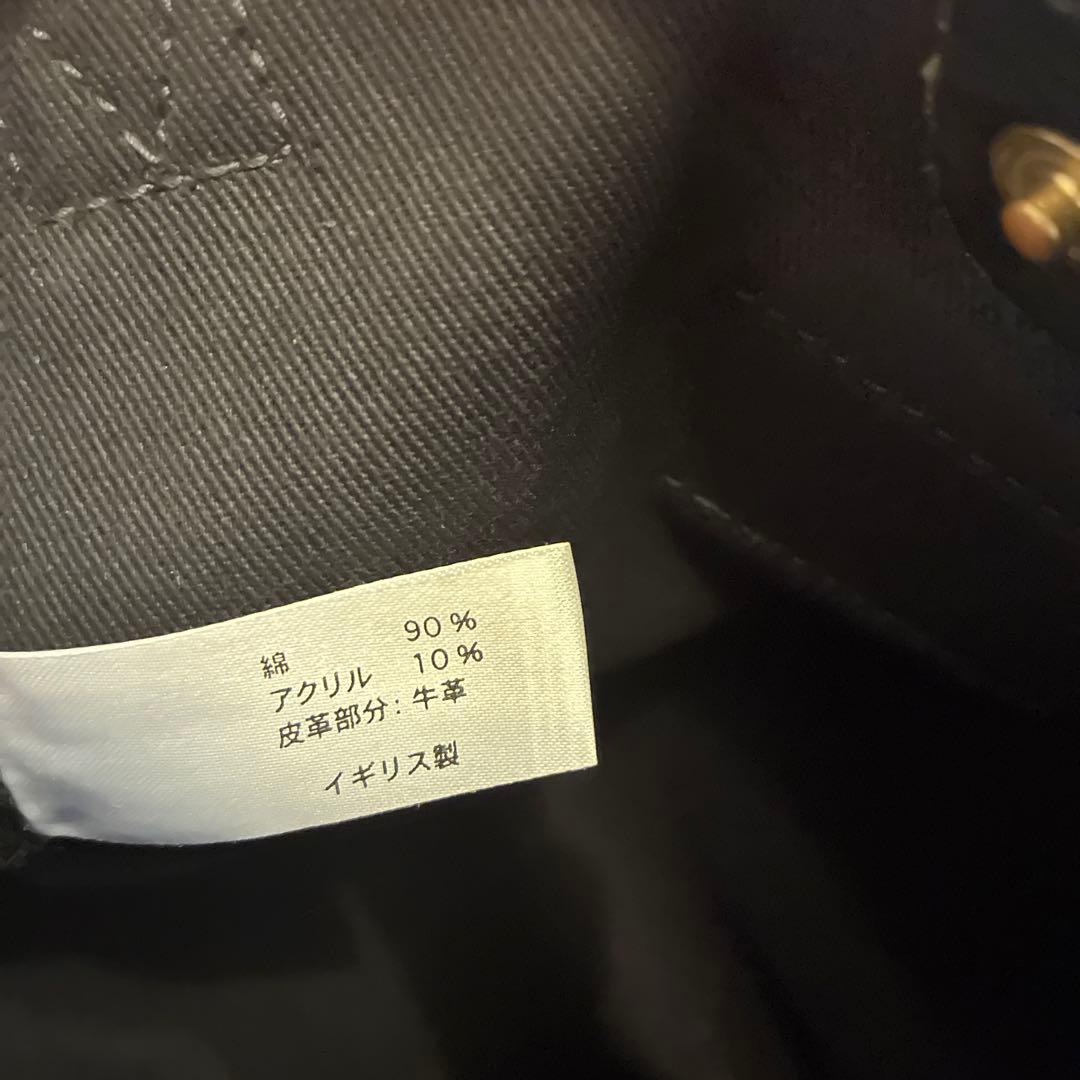 綿 90%
アクリル 10%
皮革部分: 牛革
イギリス製